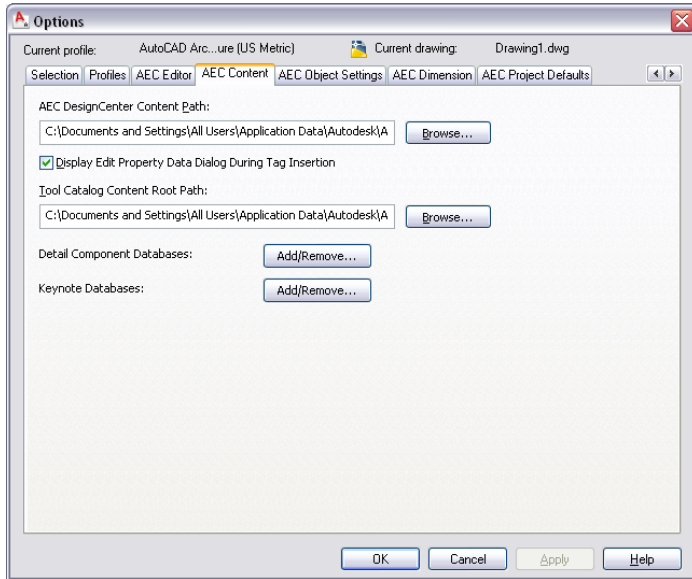 Options
Current profile: AutoCAD Arc...ure (US Metric) Current drawing: Drawing1.dwg
Selection Profiles AEC Editor AEC Content AEC Object Settings AEC Dimension AEC Project Defaults
AEC DesignCenter Content Path:
C:\Documents and Settings\All Users\Application Data\Autodesk\A Browse...
Display Edit Property Data Dialog During Tag Insertion
Tool Catalog Content Root Path:
C:\Documents and Settings\All Users\Application Data\Autodesk\A Browse...
Detail Component Databases: Add/Remove...
Keynote Databases: Add/Remove...
OK Cancel Apply Help